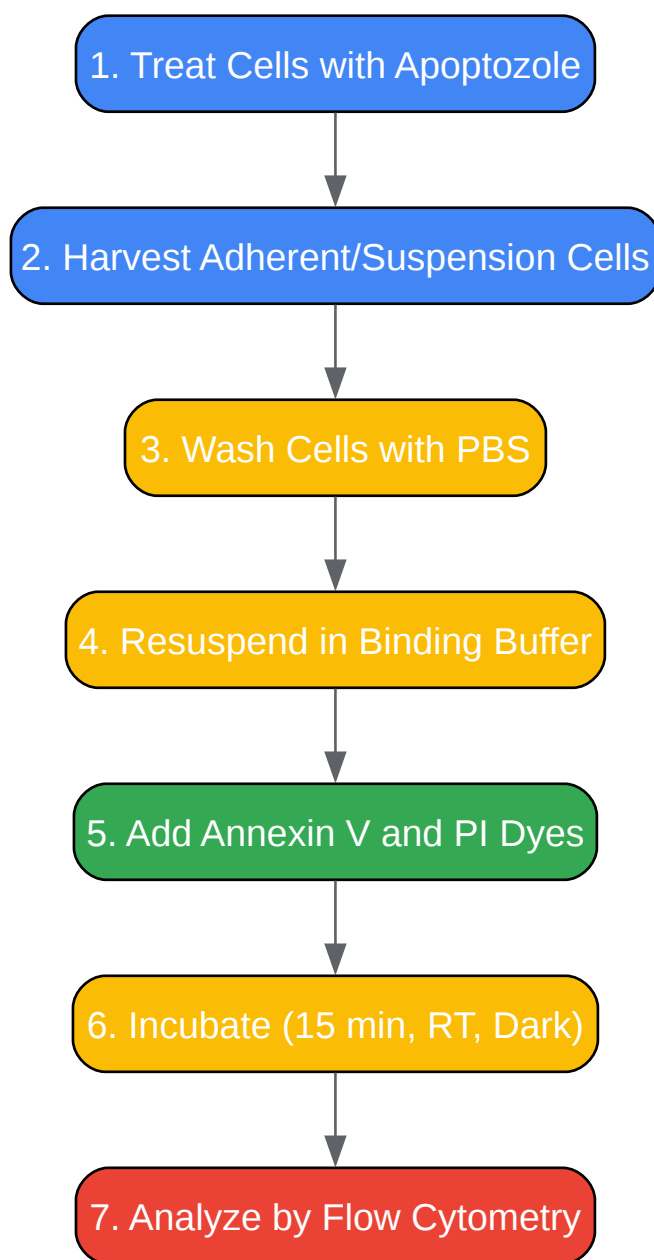 1. Treat Cells with Apoptozole
2. Harvest Adherent/Suspension Cells
3. Wash Cells with PBS
4. Resuspend in Binding Buffer
5. Add Annexin V and PI Dyes
6. Incubate (15 min, RT, Dark)
7. Analyze by Flow Cytometry